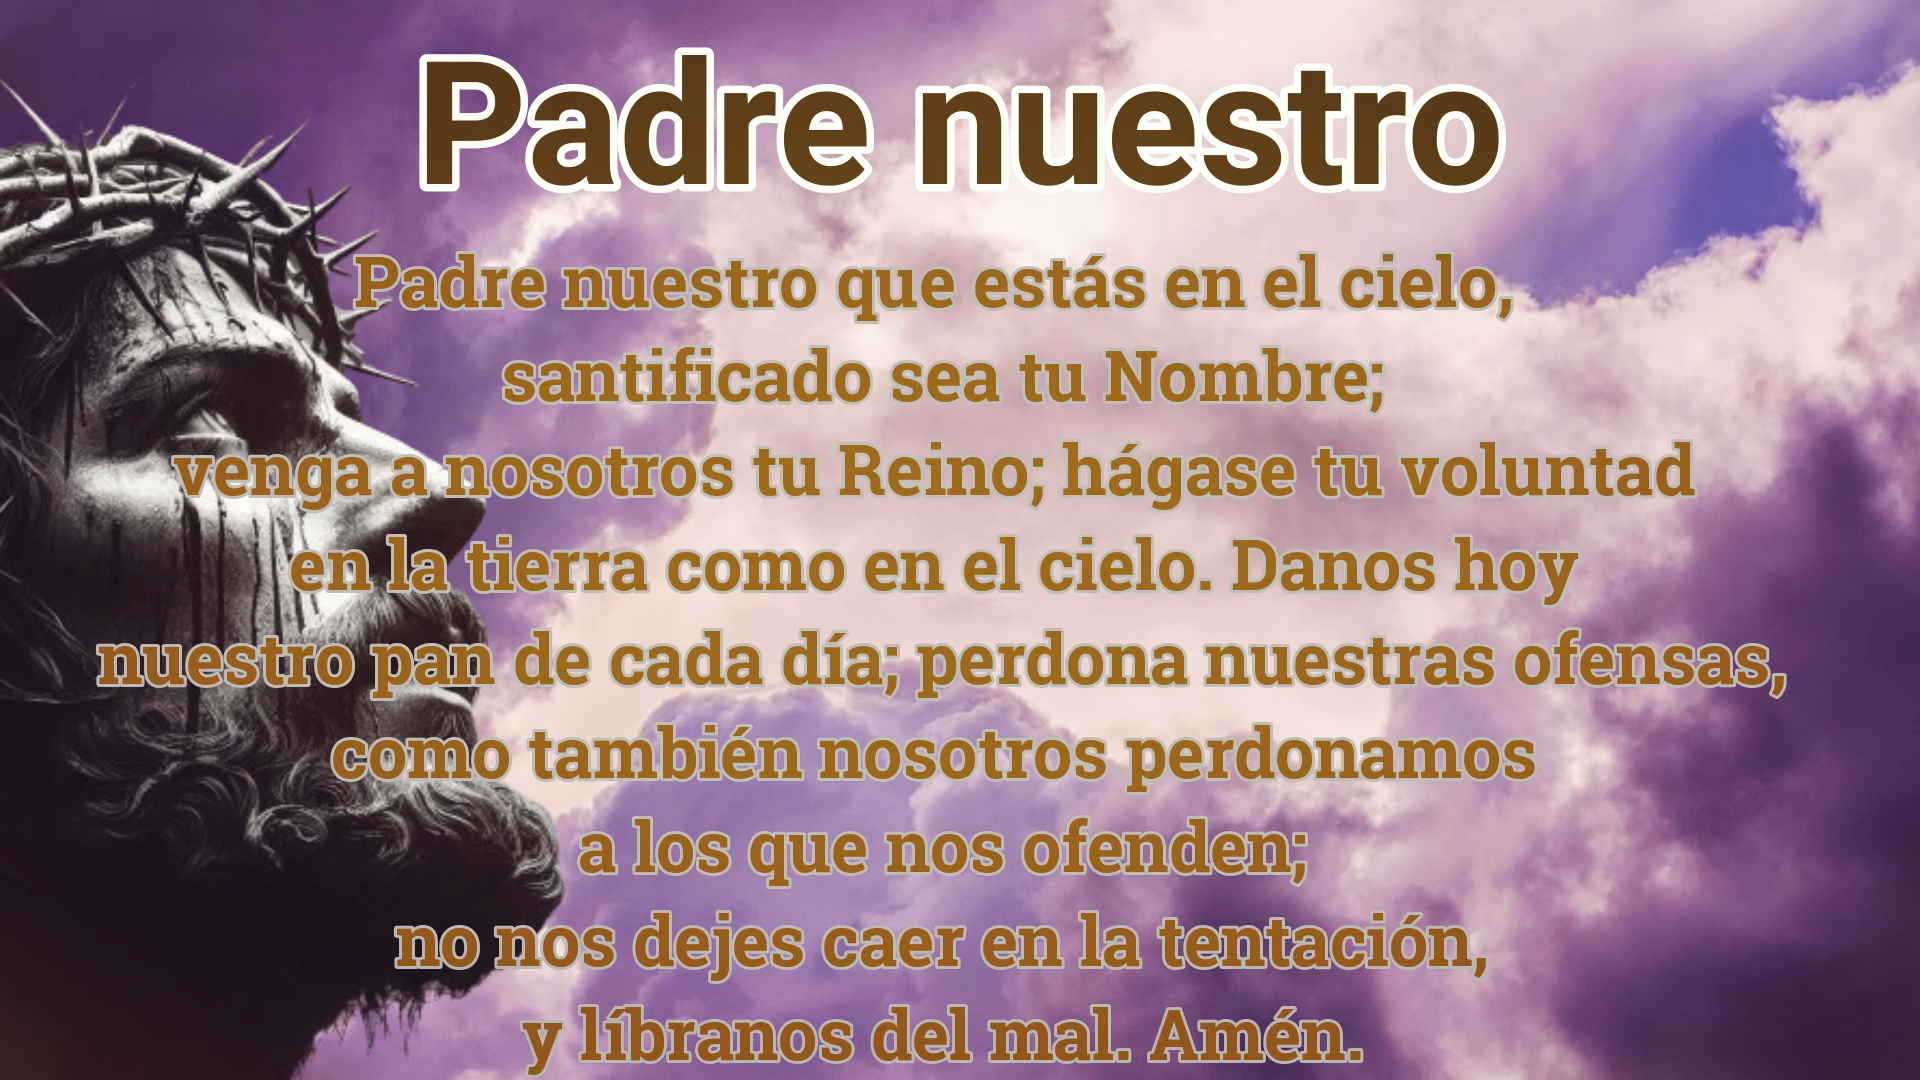 Padre nuestro
Padre nuestro que estás en el cielo,
santificado sea tu Nombre;
venga a nosotros tu Reino; hágase tu voluntad
en la tierra como en el cielo. Danos hoy
nuestro pan de cada día; perdona nuestras ofensas,
como también nosotros perdonamos
a los que nos ofenden;
no nos dejes caer en la tentación,
y líbranos del mal. Amén.